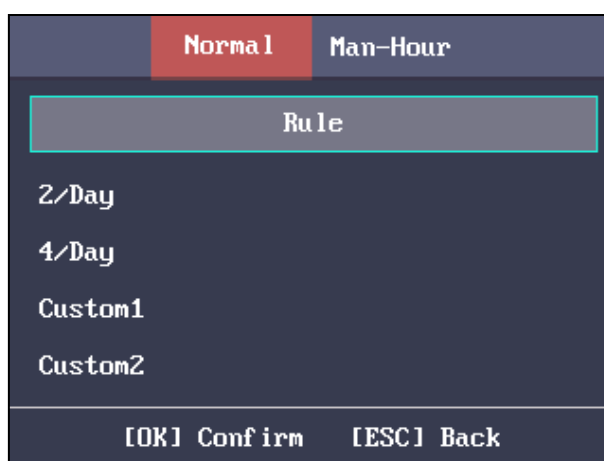 Normal Man-Hour
Rule
2/Day
4/Day
Custom1
Custom2
[OK] Confirm [ESC] Back